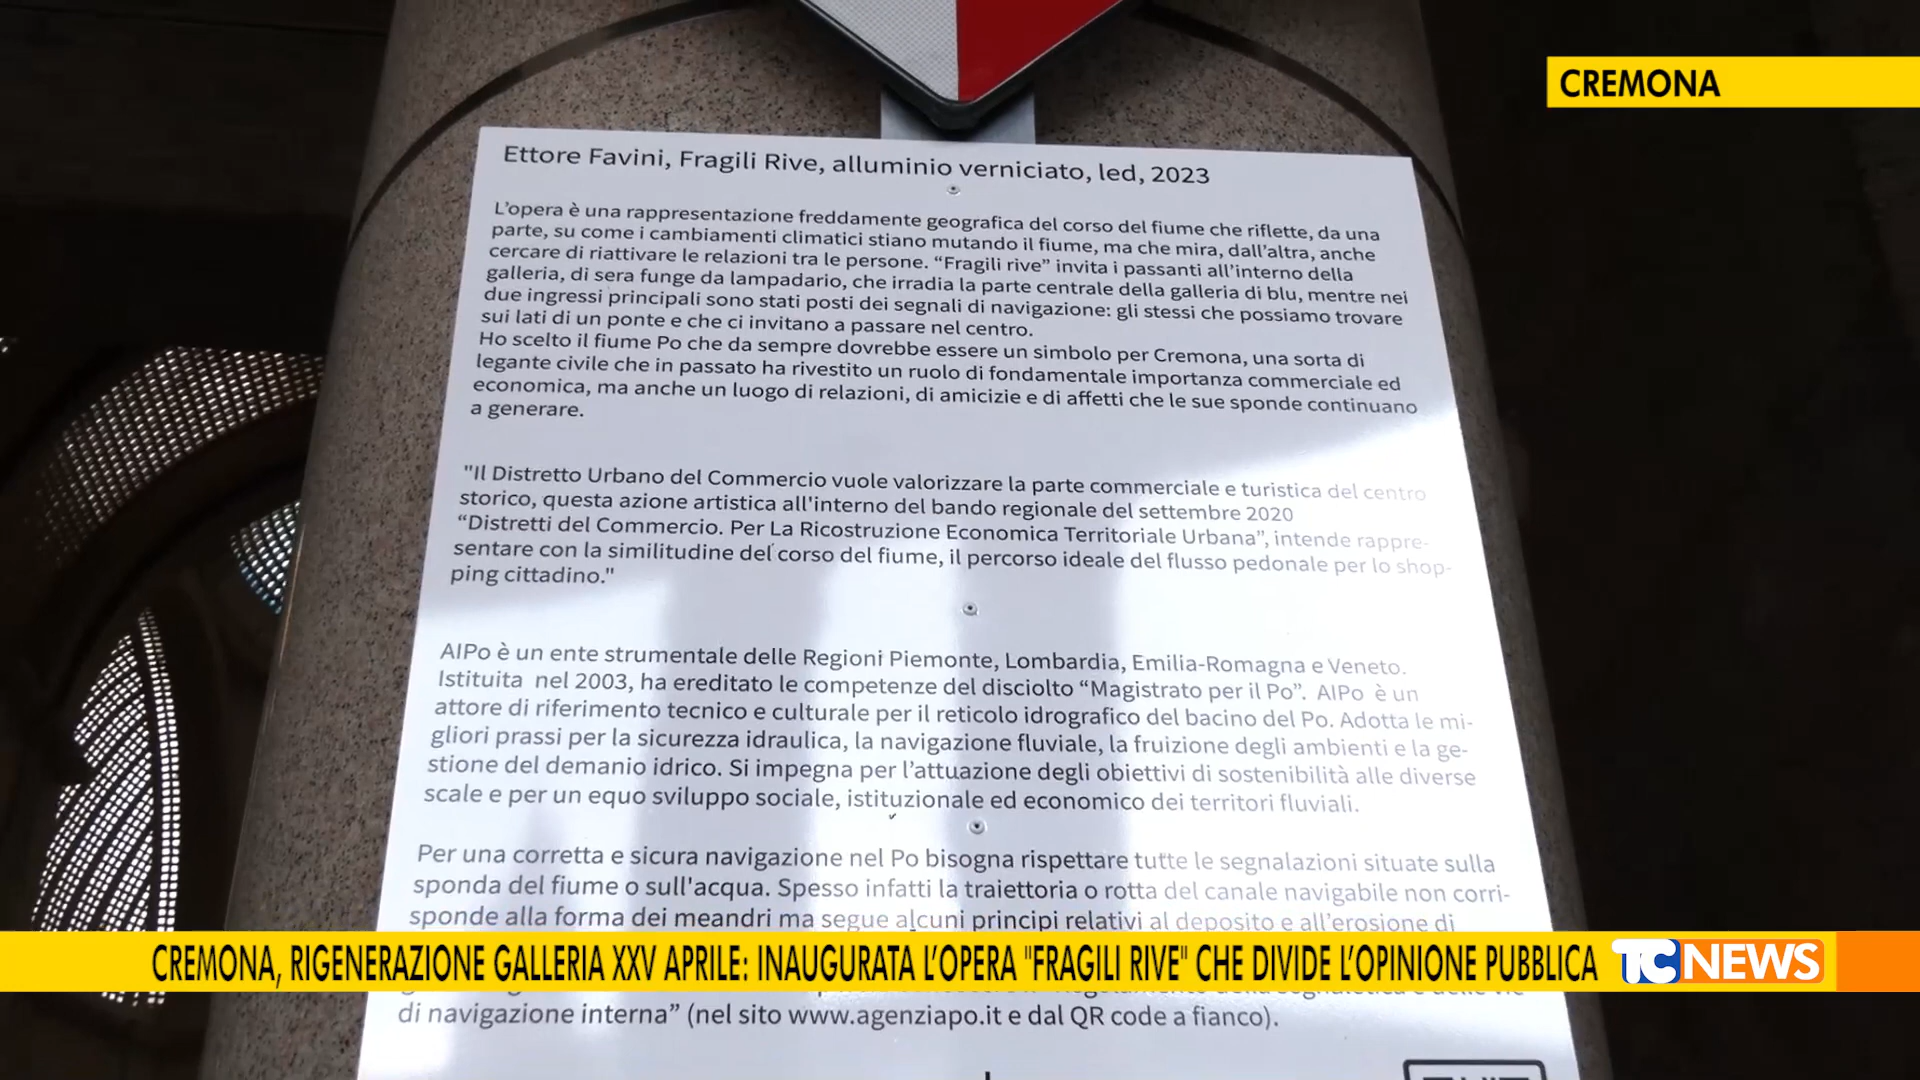 CREMONA
Ettore Favini, Fragili Rive, alluminio verniciato, led, 2023
L'opera è una rappresentazione freddamente geografica del corso del fiume che riflette, da una
parte, su come i cambiamenti climatici stiano mutando il fiume, ma che mira, dall'altra, anche
cercare di riattivare le relazioni tra le persone. “Fragili rive” invita i passanti all'interno della
galleria, di sera funge da lampadario, che irradia la parte centrale della galleria di blu, mentre nei
due ingressi principali sono stati posti dei segnali di navigazione: gli stessi che possiamo trovare
sui lati di un ponte e che ci invitano a passare nel centro.
Ho scelto il fiume Po che da sempre dovrebbe essere un simbolo per Cremona, una sorta di
legante civile che in passato ha rivestito un ruolo di fondamentale importanza commerciale ed
economica, ma anche un luogo di relazioni, di amicizie e di affetti che le sue sponde continuano
a generare.
"Il Distretto Urbano del Commercio vuole valorizzare la parte commerciale e turistica del centro
storico, questa azione artistica all'interno del bando regionale del settembre 2020
“Distretti del Commercio. Per La Ricostruzione Economica Territoriale Urbana”, intende rappre-
sentare con la similitudine del corso del fiume, il percorso ideale del flusso pedonale per lo shop-
ping cittadino."
AIPo è un ente strumentale delle Regioni Piemonte, Lombardia, Emilia-Romagna e Veneto.
Istituita nel 2003, ha ereditato le competenze del disciolto “Magistrato per il Po”. AIPo è un
attore di riferimento tecnico e culturale per il reticolo idrografico del bacino del Po. Adotta le mi-
gliori prassi per la sicurezza idraulica, la navigazione fluviale, la fruizione degli ambienti e la ge-
stione del demanio idrico. Si impegna per l'attuazione degli obiettivi di sostenibilità alle diverse
scale e per un equo sviluppo sociale, istituzionale ed economico dei territori fluviali.
Per una corretta e sicura navigazione nel Po bisogna rispettare tutte le segnalazioni situate sulla
sponda del fiume o sull'acqua. Spesso infatti la traiettoria o rotta del canale navigabile non corri-
sponde alla forma dei meandri ma segue alcuni principi relativi al deposito e all'erosione di
CREMONA, RIGENERAZIONE GALLERIA XXV APRILE: INAUGURATA L'OPERA "FRAGILI RIVE" CHE DIVIDE L'OPINIONE PUBBLICA
TC NEWS
di navigazione interna” (nel sito www.agenziapo.it e dal QR code a fianco).